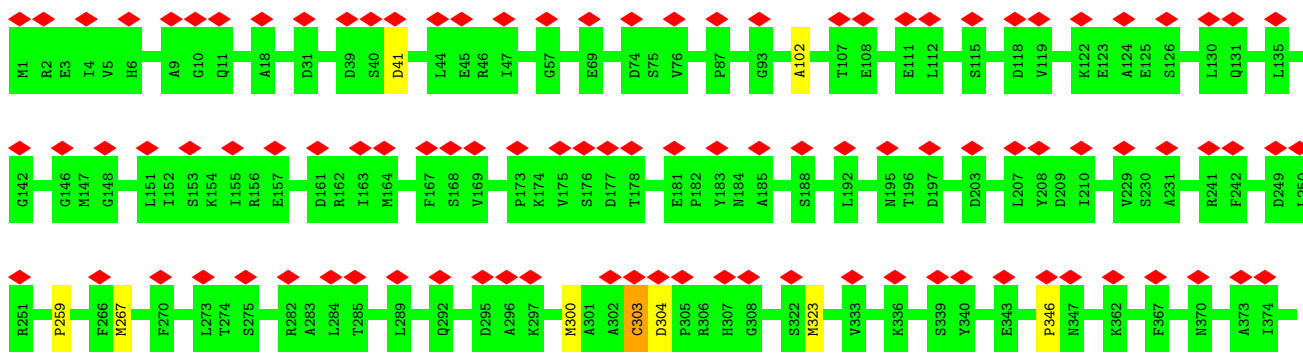 M1 R2 E3 I4 V5 H6 A9 G10 Q11 A18 D31 D39 S40 D41 L44 E45 R46 I47 G57 E69 D74 S75 V76 P87 G93 A102 T107 E108 E111 L112 S115 D118 V119 K122 E123 A124 E125 S126 L130 Q131 L135
G142 G146 M147 G148 L151 I152 S153 K154 I155 R156 E157 D161 R162 I163 M164 F167 S168 V169 P173 K174 V175 S176 D177 T178 E181 P182 Y183 N184 A185 S188 L192 N195 T196 D197 D203 L207 Y208 D209 I210 V229 S230 A231 R241 F242 D249 L250
R251 P259 F266 M267 F270 L273 T274 S275 R282 A283 L284 T285 L289 Q292 D295 A296 K297 M300 A301 A302 C303 D304 P305 R306 H307 G308 S322 M323 V333 K336 S339 Y340 E343 P346 N347 K362 F367 N370 A373 I374